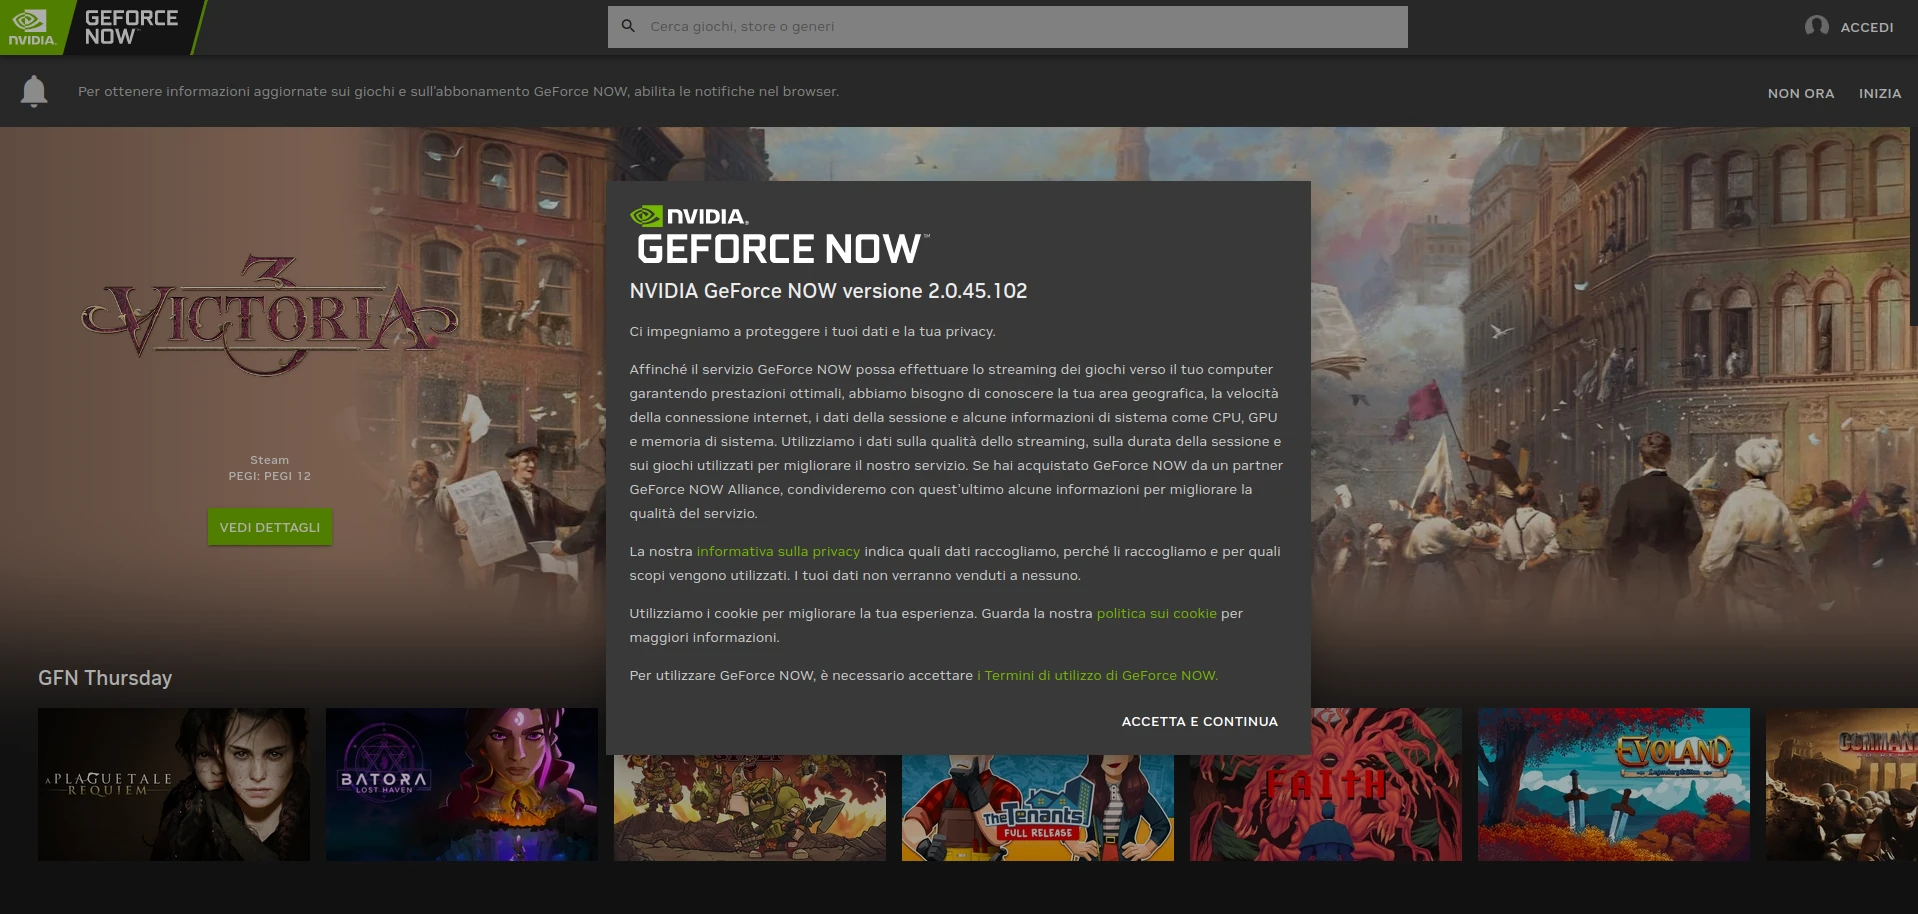 NVIDIA.
GEFORCE
NOW
Cerca giochi, store o generi
ACCEDI
Per ottenere informazioni aggiornate sui giochi e sull'abbonamento GeForce NOW, abilita le notifiche nel browser.
NON ORA
INIZIA
VICTORIA
3
Steam
PEGI: PEGI 12
VEDI DETTAGLI
NVIDIA.
GEFORCE NOW™
NVIDIA GeForce NOW versione 2.0.45.102
Ci impegniamo a proteggere i tuoi dati e la tua privacy.
Affinché il servizio GeForce NOW possa effettuare lo streaming dei giochi verso il tuo computer
garantendo prestazioni ottimali, abbiamo bisogno di conoscere la tua area geografica, la velocità
della connessione internet, i dati della sessione e alcune informazioni di sistema come CPU, GPU
e memoria di sistema. Utilizziamo i dati sulla qualità dello streaming, sulla durata della sessione e
sui giochi utilizzati per migliorare il nostro servizio. Se hai acquistato GeForce NOW da un partner
GeForce NOW Alliance, condivideremo con quest'ultimo alcune informazioni per migliorare la
qualità del servizio.
La nostra informativa sulla privacy indica quali dati raccogliamo, perché li raccogliamo e per quali
scopi vengono utilizzati. I tuoi dati non verranno venduti a nessuno.
Utilizziamo i cookie per migliorare la tua esperienza. Guarda la nostra politica sui cookie per
maggiori informazioni.
Per utilizzare GeForce NOW, è necessario accettare i Termini di utilizzo di GeForce NOW.
ACCETTA E CONTINUA
GFN Thursday
A PLAGUE TALE
REQUIEM
BATORA
LOST HAVEN
The Tenants
FULL RELEASE
FAITH
EVOLAND
Legendary Edition